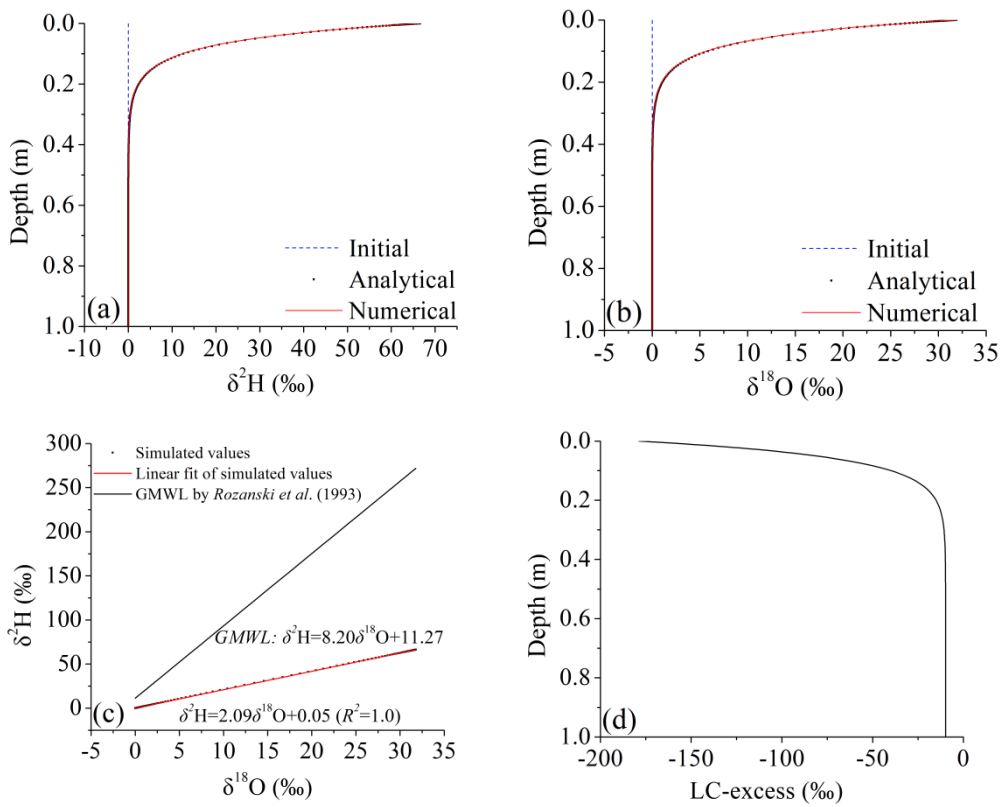 0.0
0.2
0.4
0.6
0.8
1.0
Depth (m)
Initial
Analytical
Numerical
(a)
-10 0 10 20 30 40 50 60 70
δ²H (‰)
0.0
0.2
0.4
0.6
0.8
1.0
Depth (m)
Initial
Analytical
Numerical
(b)
-5 0 5 10 15 20 25 30 35
δ¹⁸O (‰)
300
250
200
150
100
50
0
δ²H (‰)
Simulated values
Linear fit of simulated values
GMWL by Rozanski et al. (1993)
GMWL: δ²H=8.20δ¹⁸O+11.27
δ²H=2.09δ¹⁸O+0.05 (R²=1.0)
(c)
-5 0 5 10 15 20 25 30 35
δ¹⁸O (‰)
0.0
0.2
0.4
0.6
0.8
1.0
Depth (m)
(d)
-200 -150 -100 -50 0
LC-excess (‰)